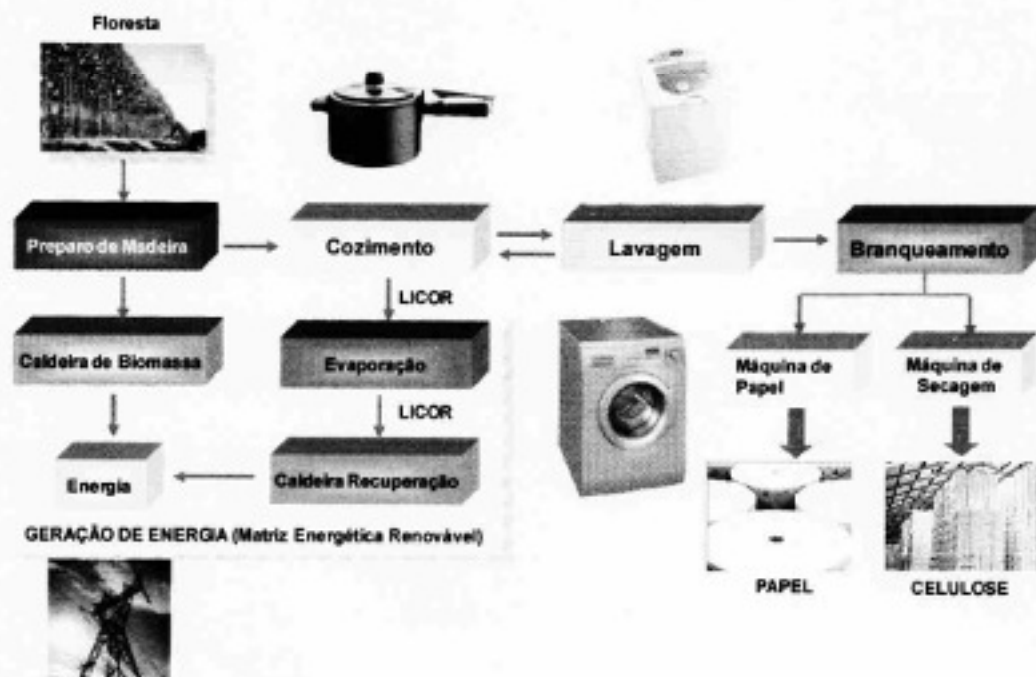 Floresta
Preparo de Madeira
Cozimento
Lavagem
Branqueamento
LICOR
Caldeira de Biomassa
Evaporação
Máquina de
Papel
Máquina de
Secagem
LICOR
Energia
Caldeira Recuperação
GERAÇÃO DE ENERGIA (Matriz Energética Renovável)
PAPEL
CELULOSE